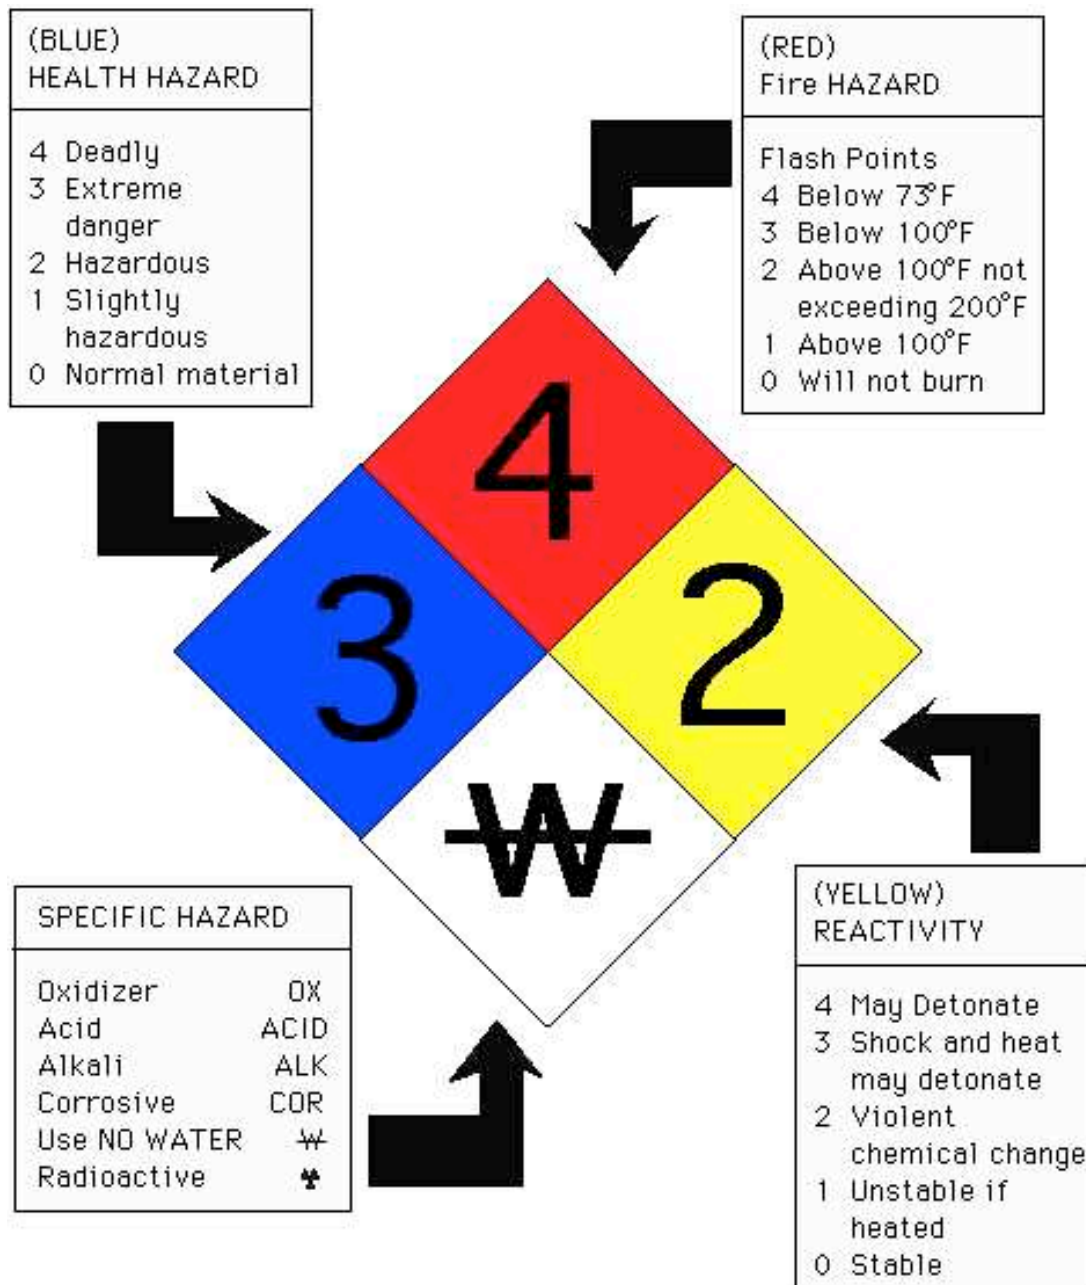 (BLUE)
HEALTH HAZARD
4 Deadly
3 Extreme
danger
2 Hazardous
1 Slightly
hazardous
0 Normal material
(RED)
Fire HAZARD
Flash Points
4 Below 73°F
3 Below 100°F
2 Above 100°F not
exceeding 200°F
1 Above 100°F
0 Will not burn
4
3
2
W
SPECIFIC HAZARD
Oxidizer OX
Acid ACID
Alkali ALK
Corrosive COR
Use NO WATER W
Radioactive
(YELLOW)
REACTIVITY
4 May Detonate
3 Shock and heat
may detonate
2 Violent
chemical change
1 Unstable if
heated
0 Stable